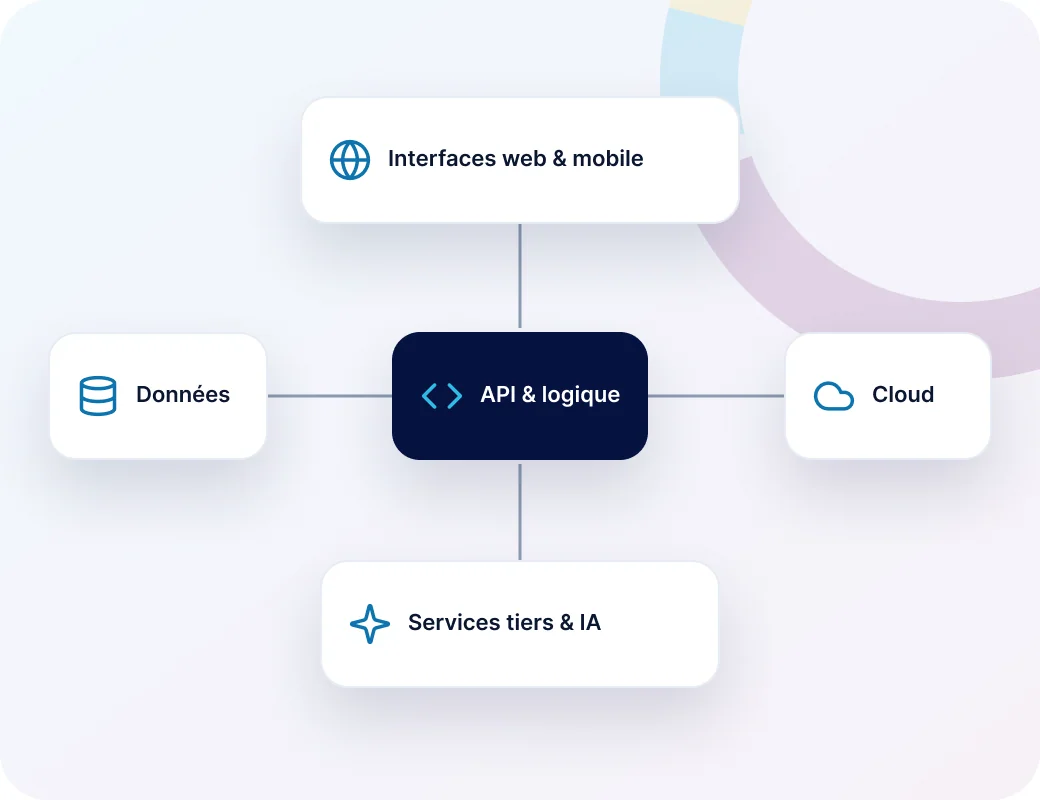 Interfaces web & mobile
Données
API & logique
Cloud
Services tiers & IA